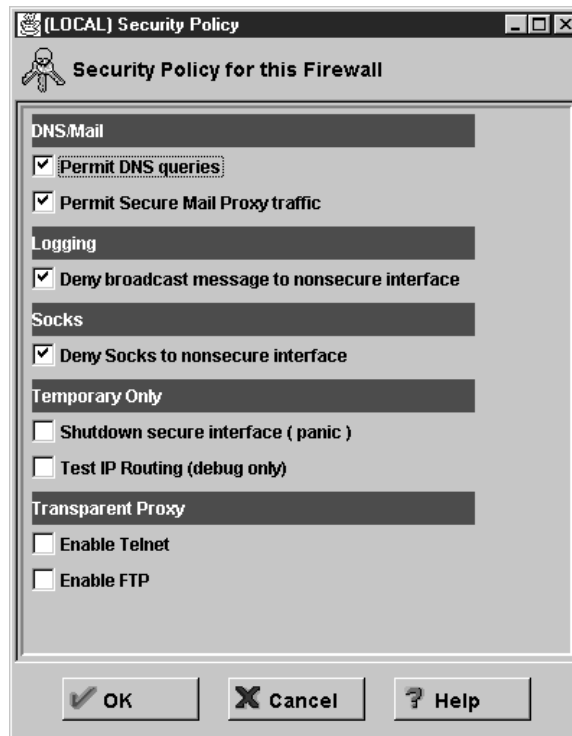 (LOCAL) Security Policy
Security Policy for this Firewall
DNS/Mail
Permit DNS queries
Permit Secure Mail Proxy traffic
Logging
Deny broadcast message to nonsecure interface
Socks
Deny Socks to nonsecure interface
Temporary Only
Shutdown secure interface ( panic )
Test IP Routing (debug only)
Transparent Proxy
Enable Telnet
Enable FTP
OK Cancel ? Help